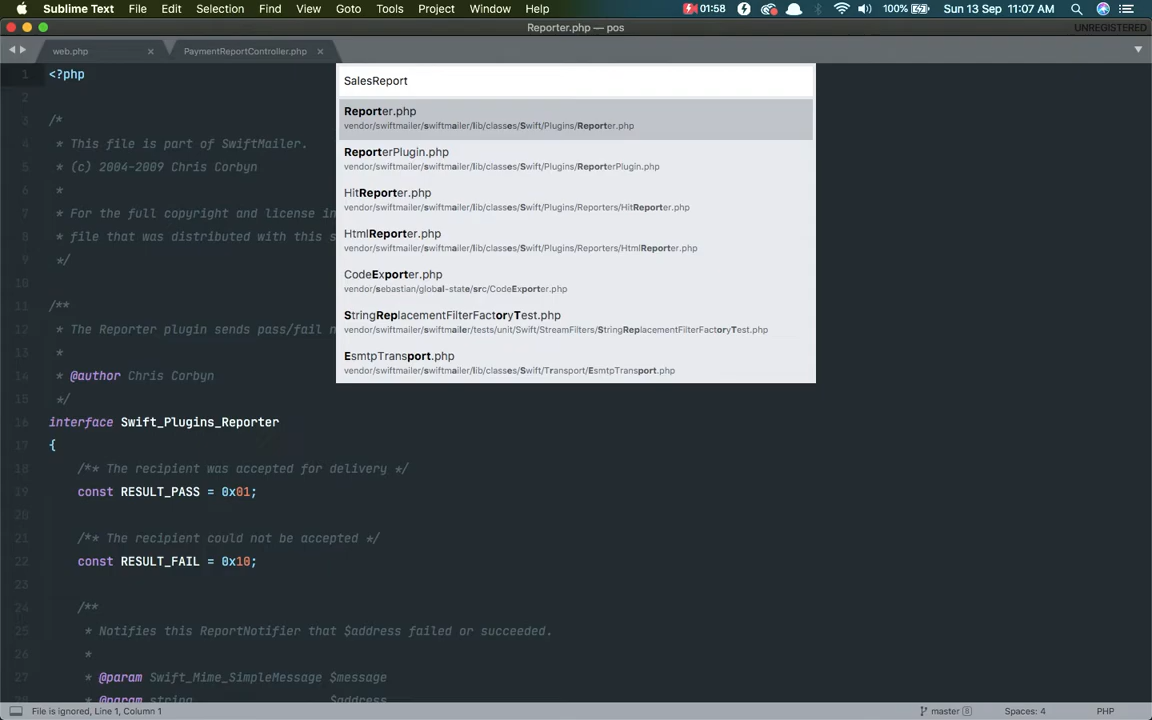 Sublime Text File Edit Selection Find View Goto Tools Project Window Help 01:58 100% Sun 13 Sep 11:07 AM
Reporter.php — pos UNREGISTERED
web.php × PaymentReportController.php ×
SalesReport
Reporter.php
vendor/swiftmailer/swiftmailer/lib/classes/Swift/Plugins/Reporter.php
ReporterPlugin.php
vendor/swiftmailer/swiftmailer/lib/classes/Swift/Plugins/ReporterPlugin.php
HitReporter.php
vendor/swiftmailer/swiftmailer/lib/classes/Swift/Plugins/Reporters/HitReporter.php
HtmlReporter.php
vendor/swiftmailer/swiftmailer/lib/classes/Swift/Plugins/Reporters/HtmlReporter.php
CodeExporter.php
vendor/sebastian/global-state/src/CodeExporter.php
StringReplacementFilterFactoryTest.php
vendor/swiftmailer/swiftmailer/tests/unit/Swift/StreamFilters/StringReplacementFilterFactoryTest.php
EsmtpTransport.php
vendor/swiftmailer/swiftmailer/lib/classes/Swift/Transport/EsmtpTransport.php
1 <?php
2
3 /*
4 * This file is part of SwiftMailer.
5 * (c) 2004-2009 Chris Corbyn
6 *
7 * For the full copyright and license in
8 * file that was distributed with this s
9 */
10
11 /**
12 * The Reporter plugin sends pass/fail n
13 *
14 * @author Chris Corbyn
15 */
16 interface Swift_Plugins_Reporter
17 {
18 /** The recipient was accepted for delivery */
19 const RESULT_PASS = 0x01;
20
21 /** The recipient could not be accepted */
22 const RESULT_FAIL = 0x10;
23
24 /**
25 * Notifies this ReportNotifier that $address failed or succeeded.
26 *
27 * @param Swift_Mime_SimpleMessage $message
28 * @param string $address
File is ignored, Line 1, Column 1 master 6 Spaces: 4 PHP